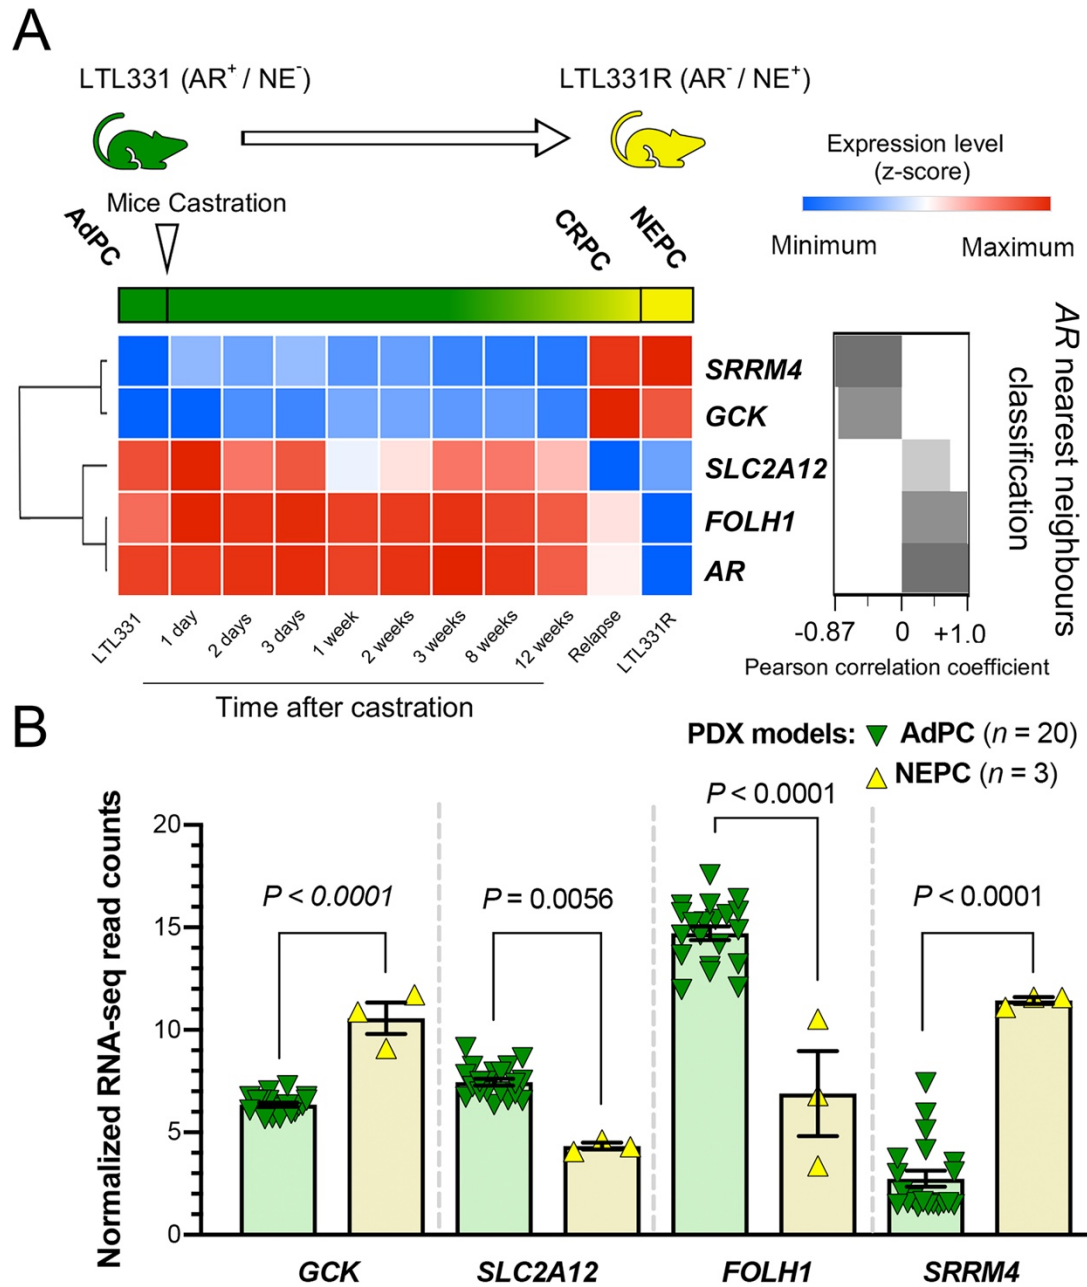 A
LTL331 (AR⁺ / NE⁻)
LTL331R (AR⁻ / NE⁺)
Expression level
(z-score)
Minimum
Maximum
Mice Castration
AdPC
CRPC
NEPC
SRRM4
GCK
SLC2A12
FOLH1
AR
AR nearest neighbours
classification
LTL331
1 day
2 days
3 days
1 week
2 weeks
3 weeks
8 weeks
12 weeks
Relapse
LTL331R
Time after castration
-0.87
0
+1.0
Pearson correlation coefficient
B
PDX models:
AdPC (n = 20)
NEPC (n = 3)
Normalized RNA-seq read counts
20
15
10
5
0
P < 0.0001
P = 0.0056
P < 0.0001
P < 0.0001
GCK
SLC2A12
FOLH1
SRRM4